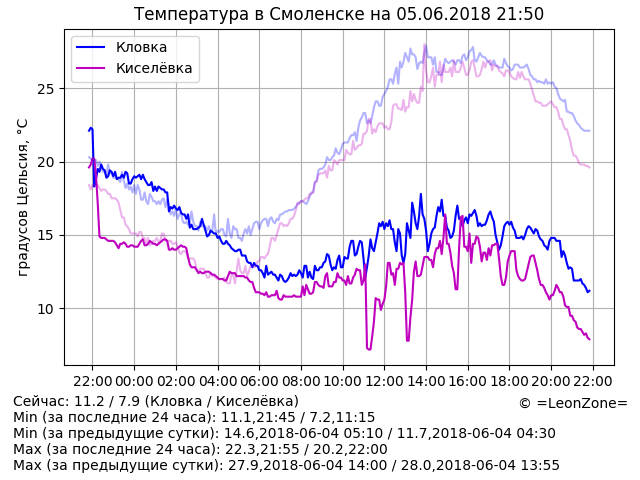 Температура в Смоленске на 05.06.2018 21:50
Кловка
Киселёвка
градусов Цельсия, °C
25
20
15
10
22:00 00:00 02:00 04:00 06:00 08:00 10:00 12:00 14:00 16:00 18:00 20:00 22:00
Сейчас: 11.2 / 7.9 (Кловка / Киселёвка)
© =LeonZone=
Min (за последние 24 часа): 11.1,21:45 / 7.2,11:15
Min (за предыдущие сутки): 14.6,2018-06-04 05:10 / 11.7,2018-06-04 04:30
Max (за последние 24 часа): 22.3,21:55 / 20.2,22:00
Max (за предыдущие сутки): 27.9,2018-06-04 14:00 / 28.0,2018-06-04 13:55